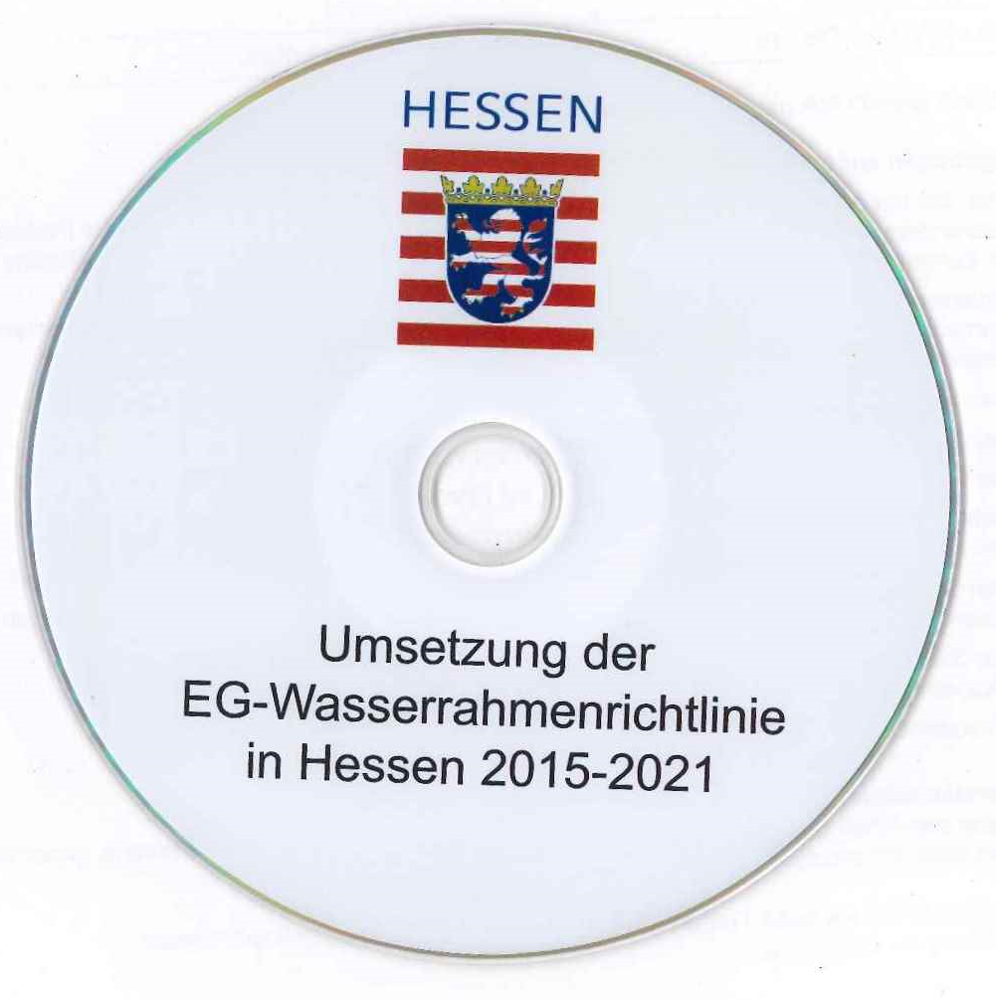 HESSEN
Umsetzung der
EG-Wasserrahmenrichtlinie
in Hessen 2015-2021